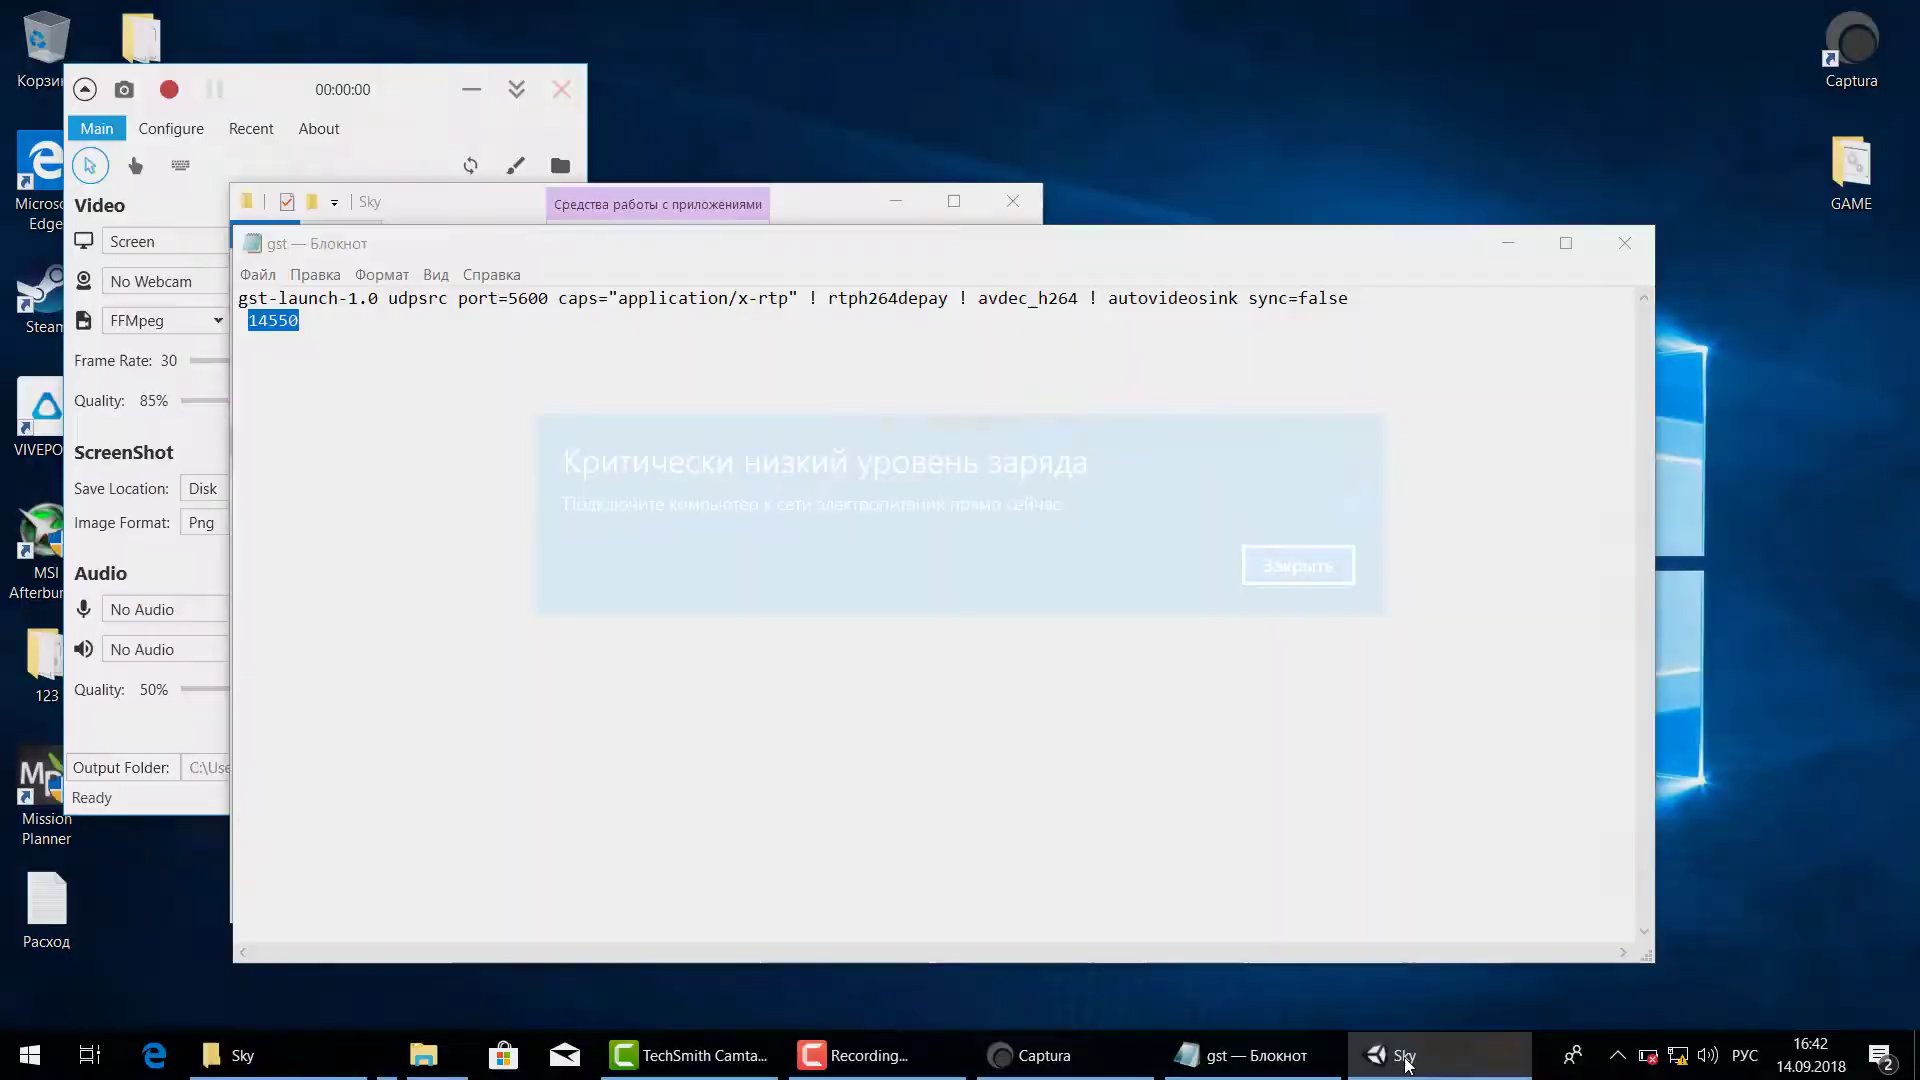 Корзин
Captura
00:00:00
Main Configure Recent About
Video
Screen
No Webcam
FFMpeg
Frame Rate: 30
Quality: 85%
ScreenShot
Save Location: Disk
Image Format: Png
Audio
No Audio
No Audio
Quality: 50%
Output Folder: C:\Use
Ready
Micros
Edge
Steam
VIVEPO
MSI
Afterbur
123
Mission
Planner
Расход
GAME
Sky
Средства работы с приложениями
gst — Блокнот
Файл Правка Формат Вид Справка
gst-launch-1.0 udpsrc port=5600 caps="application/x-rtp" ! rtph264depay ! avdec_h264 ! autovideosink sync=false
14550
Критически низкий уровень заряда
Подключите компьютер к сети электропитания прямо сейчас.
Закрыть
Sky
TechSmith Camta...
Recording...
Captura
gst — Блокнот
Sky
РУС
16:42
14.09.2018
2